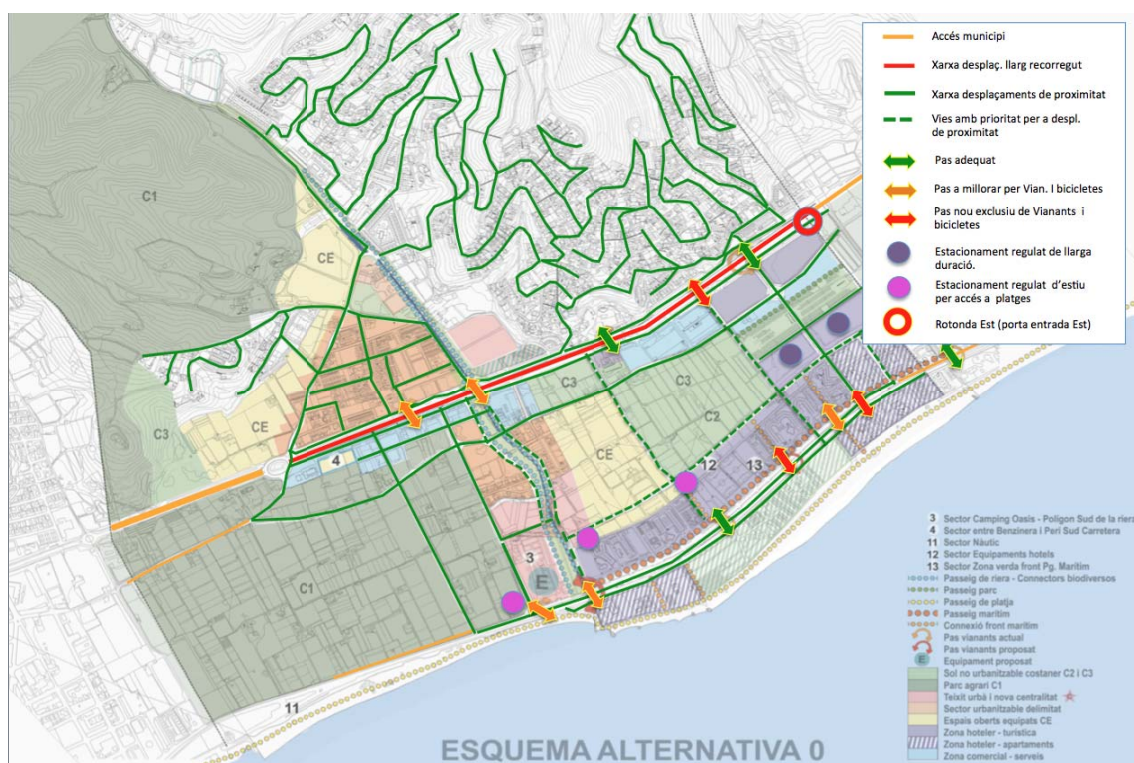 Accés municipi
Xarxa desplaç. llarg recorregut
Xarxa desplaçaments de proximitat
Vies amb prioritat per a despl.
de proximitat
Pas adequat
Pas a millorar per Vian. I bicicletes
Pas nou exclusiu de Vianants i
bicicletes
Estacionament regulat de llarga
duració.
Estacionament regulat d'estiu
per accés a platges
Rotonda Est (porta entrada Est)
C1
CE
C3
CE
C3
C3
C2
CE
4
12
13
3
E
C1
11
3 Sector Camping Oasis - Poligon Sud de la riera
4 Sector entre Benzinera i Peri Sud Carretera
11 Sector Nàutic
12 Sector Equipaments hotels
13 Sector Zona verda front Pg. Marítim
Passeig de riera - Connectors biodiversos
Passeig parc
Passeig de platja
Passeig marítim
Connexió front marítim
Pas vianants actual
Pas vianants proposat
E Equipament proposat
Sol no urbanitzable costaner C2 i C3
Parc agrari C1
Teixit urbà i nova centralitat
Sector urbanitzable delimitat
Espais oberts equipats CE
Zona hoteler - turística
Zona hoteler - apartaments
Zona comercial - serveis
ESQUEMA ALTERNATIVA 0